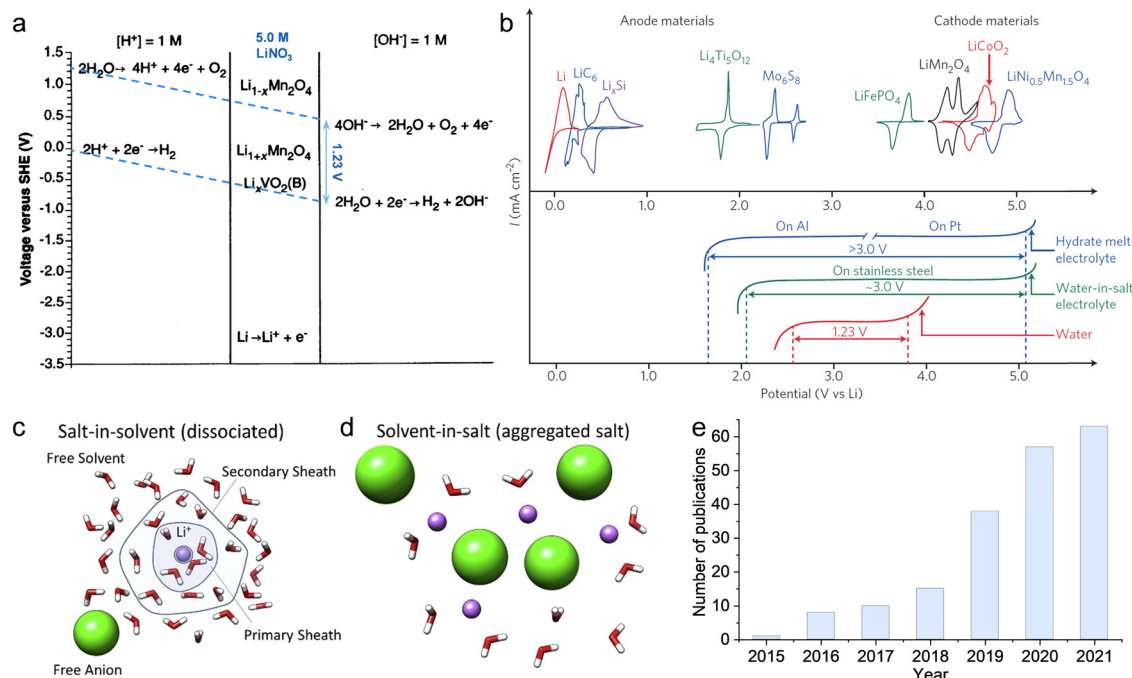 a
[H⁺] = 1 M
5.0 M
LiNO₃
[OH⁻] = 1 M
Voltage versus SHE (V)
1.5
1.0
0.5
0.0
-0.5
-1.0
-1.5
-2.0
-2.5
-3.0
-3.5
2H₂O→ 4H⁺ + 4e⁻ + O₂
Li₁₋ₓMn₂O₄
4OH⁻→ 2H₂O + O₂ + 4e⁻
2H⁺ + 2e⁻ →H₂
Li₁₊ₓMn₂O₄
1.23 V
LiₓVO₂(B)
2H₂O + 2e⁻→ H₂ + 2OH⁻
Li→Li⁺ + e⁻
b
Anode materials
Cathode materials
Li
LiC₆
LiₓSi
Li₄Ti₅O₁₂
Mo₆S₈
LiFePO₄
LiMn₂O₄
LiCoO₂
LiNi₀.₅Mn₁.₅O₄
I (mA cm⁻²)
0.0 1.0 2.0 3.0 4.0 5.0
On Al
On Pt
>3.0 V
Hydrate melt
electrolyte
On stainless steel
~3.0 V
Water-in-salt
electrolyte
1.23 V
Water
0.0 1.0 2.0 3.0 4.0 5.0
Potential (V vs Li)
c
Salt-in-solvent (dissociated)
Free Solvent
Secondary Sheath
Li⁺
Primary Sheath
Free Anion
d
Solvent-in-salt (aggregated salt)
e
Number of publications
60
50
40
30
20
10
0
2015 2016 2017 2018 2019 2020 2021
Year